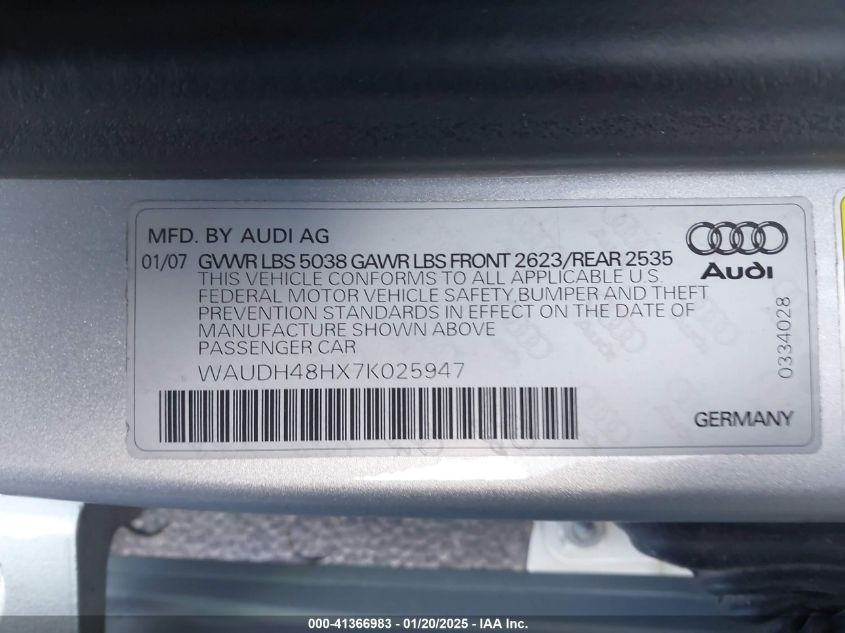 MFD. BY AUDI AG
01/07 GVWR LBS 5038 GAWR LBS FRONT 2623/REAR 2535
THIS VEHICLE CONFORMS TO ALL APPLICABLE U.S.
FEDERAL MOTOR VEHICLE SAFETY,BUMPER AND THEFT
PREVENTION STANDARDS IN EFFECT ON THE DATE OF
MANUFACTURE SHOWN ABOVE
PASSENGER CAR
WAUDH48HX7K025947
Audi
0334028
GERMANY
000-41366983 - 01/20/2025 - IAA Inc.